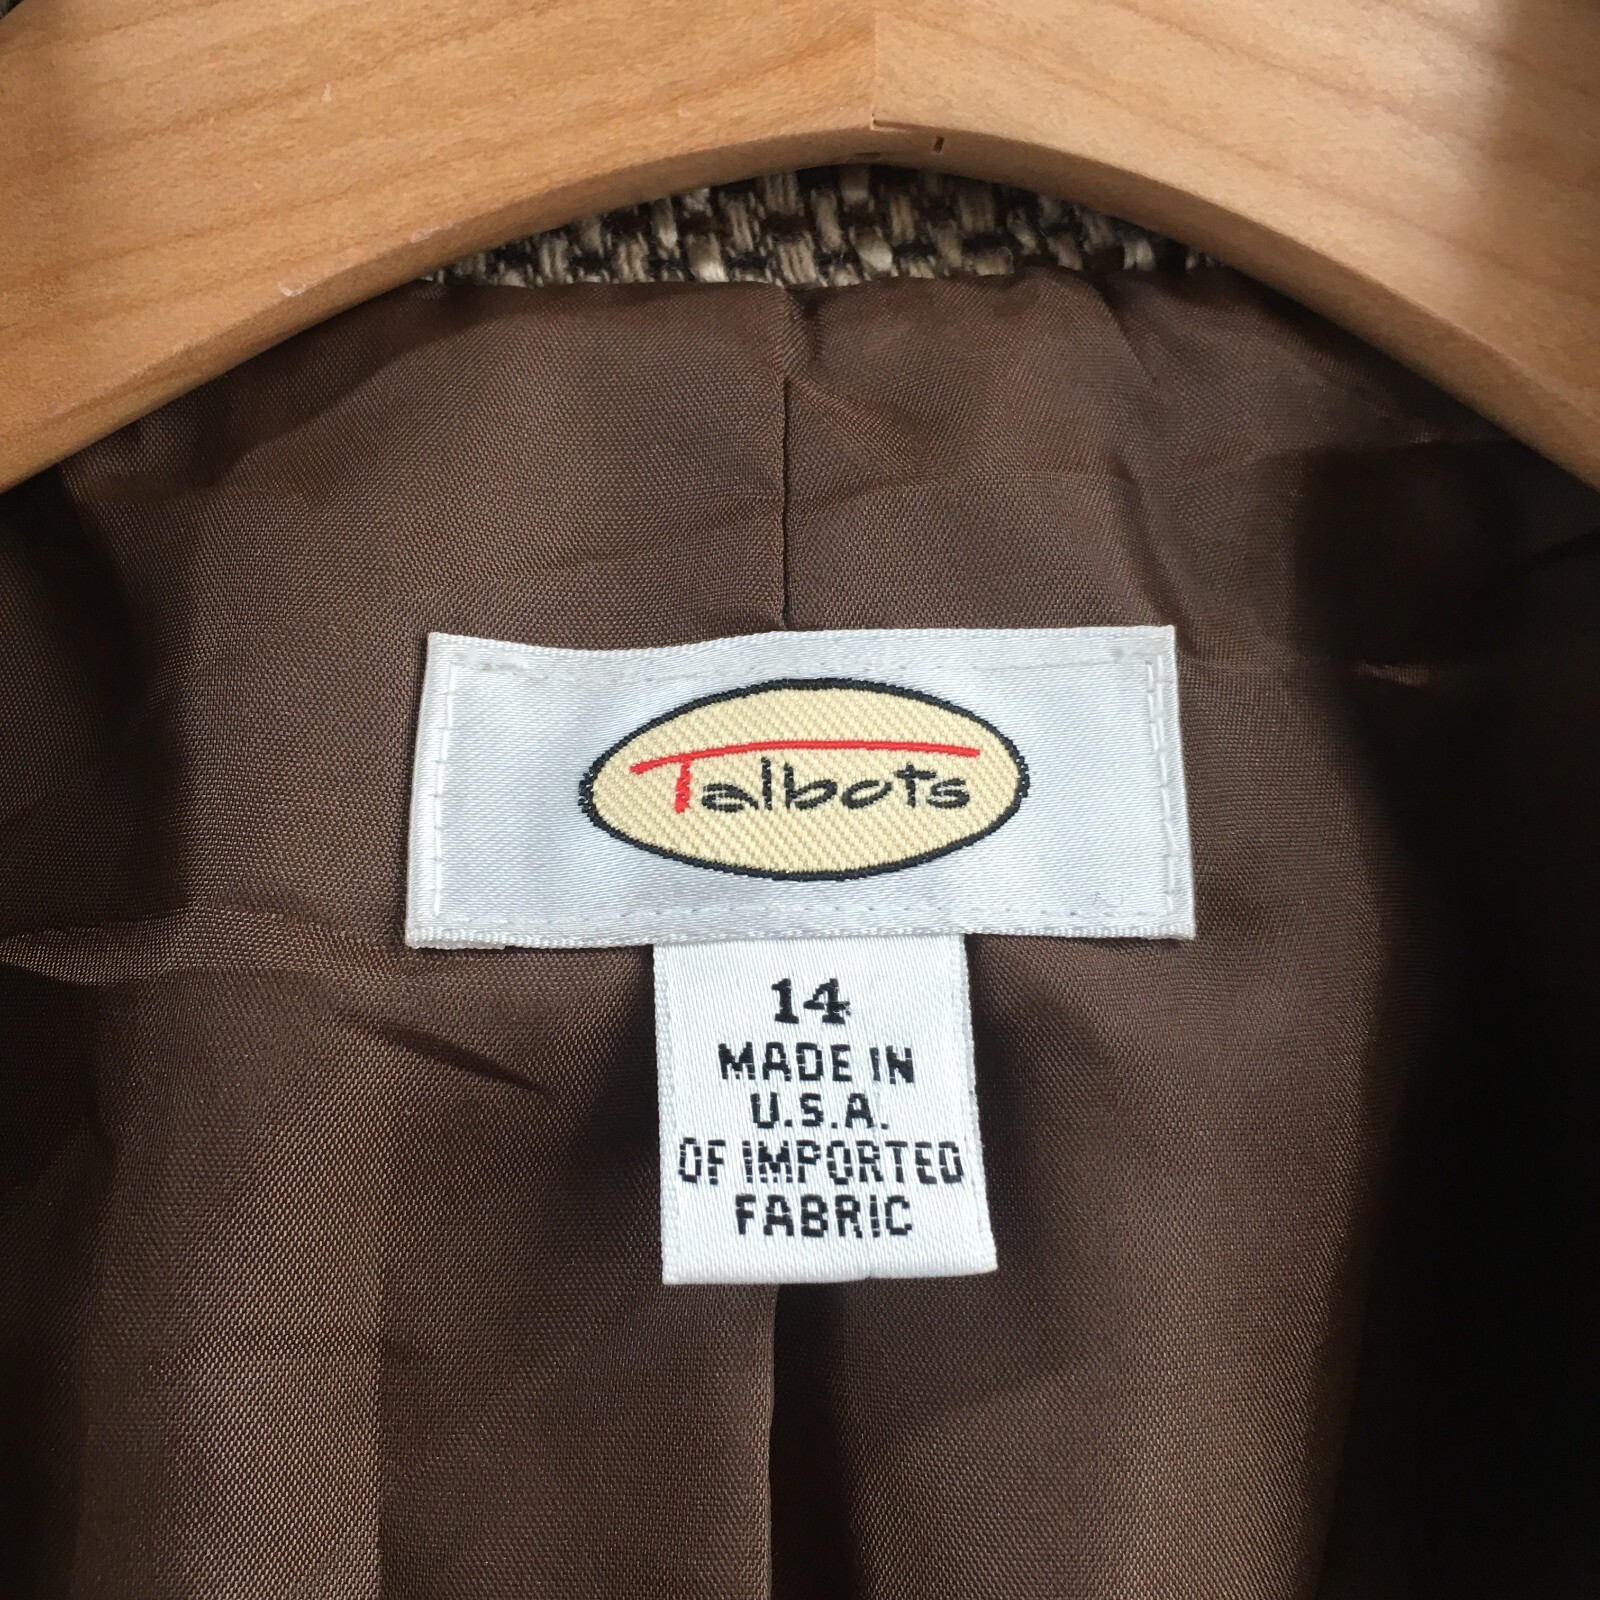 Talbots
14
MADE IN
U.S.A.
OF IMPORTED
FABRIC